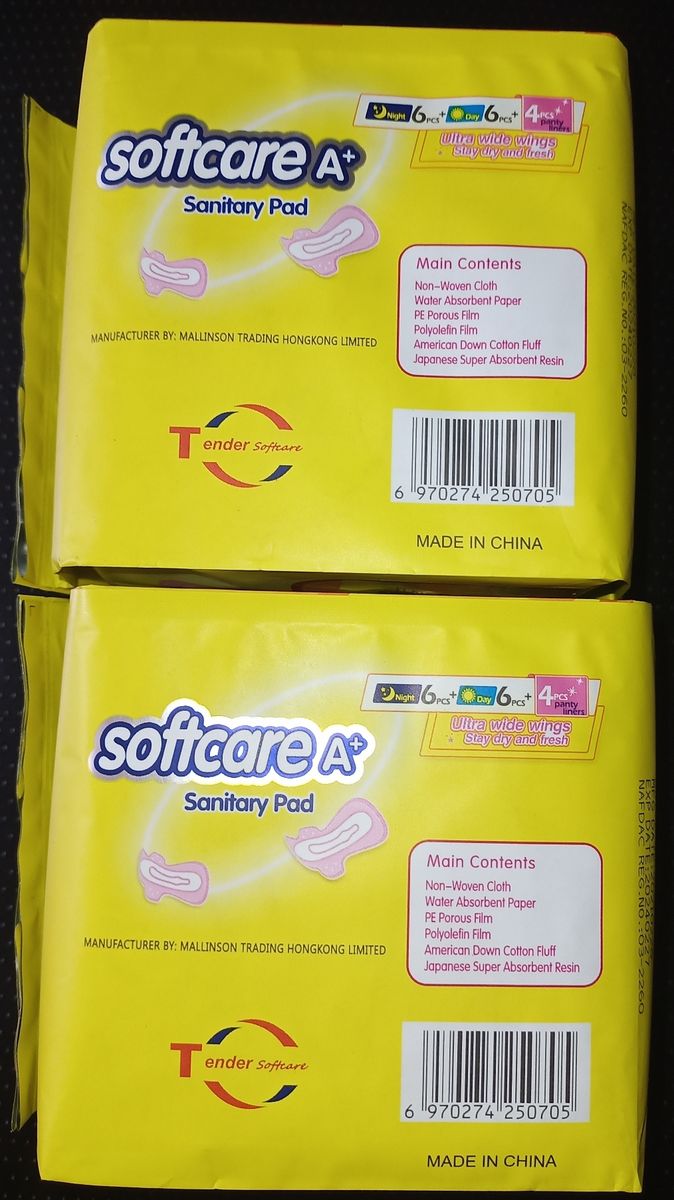 softcare A+
Sanitary Pad
Night 6PCS + Day 6PCS + 4PCS panty liners
Ultra wide wings
Stay dry and fresh
Main Contents
Non-Woven Cloth
Water Absorbent Paper
PE Porous Film
Polyolefin Film
American Down Cotton Fluff
Japanese Super Absorbent Resin
MANUFACTURER BY: MALLINSON TRADING HONGKONG LIMITED
Tender Softcare
6 970274 250705
MADE IN CHINA
NAFDAC REG.NO.:03-2260
softcare A+
Sanitary Pad
Night 6PCS + Day 6PCS + 4PCS panty liners
Ultra wide wings
Stay dry and fresh
Main Contents
Non-Woven Cloth
Water Absorbent Paper
PE Porous Film
Polyolefin Film
American Down Cotton Fluff
Japanese Super Absorbent Resin
MANUFACTURER BY: MALLINSON TRADING HONGKONG LIMITED
Tender Softcare
6 970274 250705
MADE IN CHINA
EXP DATE:20240227
NAFDAC REG.NO.:03-2260